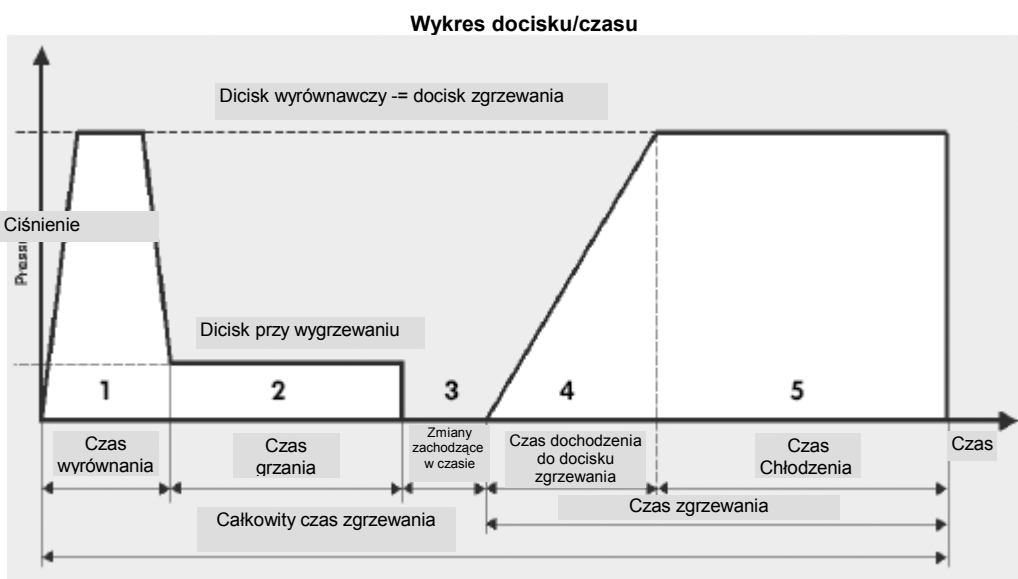 Wykres docisku/czasu
Dicisk wyrównawczy -= docisk zgrzewania
Ciśnienie
Dicisk przy wygrzewaniu
1
2
3
4
5
Czas
wyrównania
Czas
grzania
Zmiany
zachodzące
w czasie
Czas dochodzenia
do docisku
zgrzewania
Czas
Chłodzenia
Czas
Całkowity czas zgrzewania
Czas zgrzewania